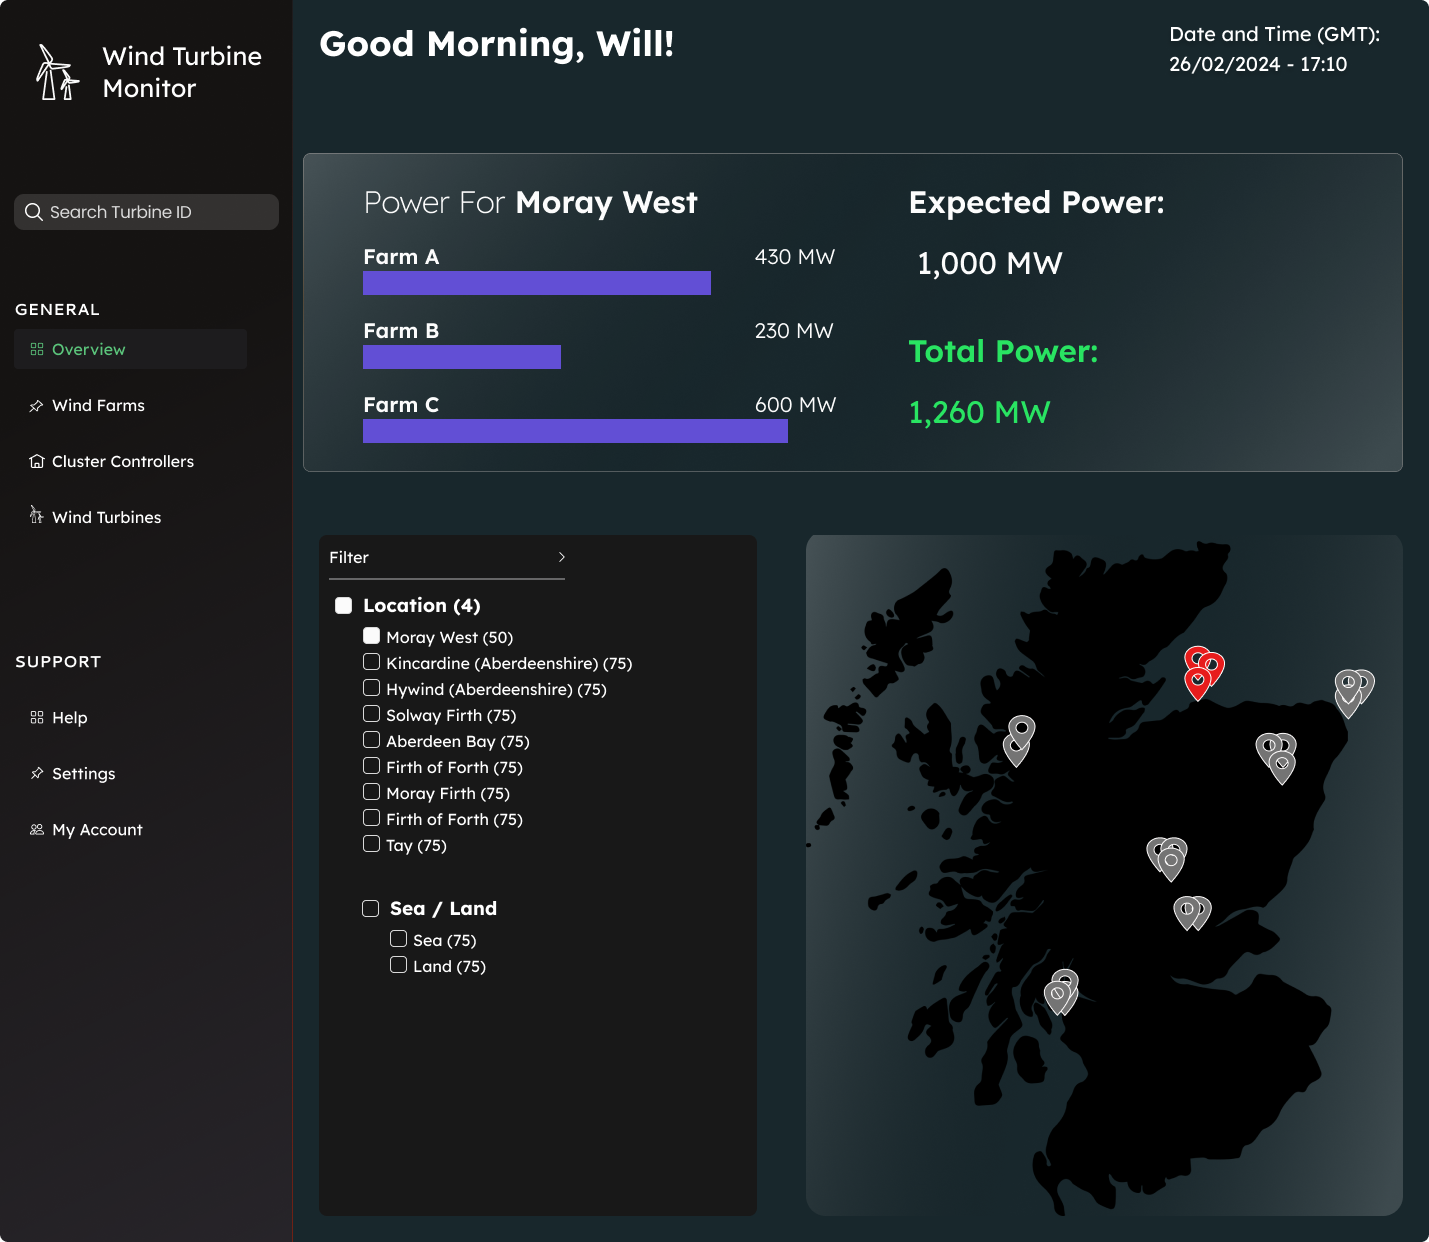 Wind Turbine
Monitor
Search Turbine ID
GENERAL
Overview
Wind Farms
Cluster Controllers
Wind Turbines
SUPPORT
Help
Settings
My Account
Good Morning, Will!
Date and Time (GMT):
26/02/2024 - 17:10
Power For Moray West
Farm A 430 MW
Farm B 230 MW
Farm C 600 MW
Expected Power:
1,000 MW
Total Power:
1,260 MW
Filter
Location (4)
Moray West (50)
Kincardine (Aberdeenshire) (75)
Hywind (Aberdeenshire) (75)
Solway Firth (75)
Aberdeen Bay (75)
Firth of Forth (75)
Moray Firth (75)
Firth of Forth (75)
Tay (75)
Sea / Land
Sea (75)
Land (75)